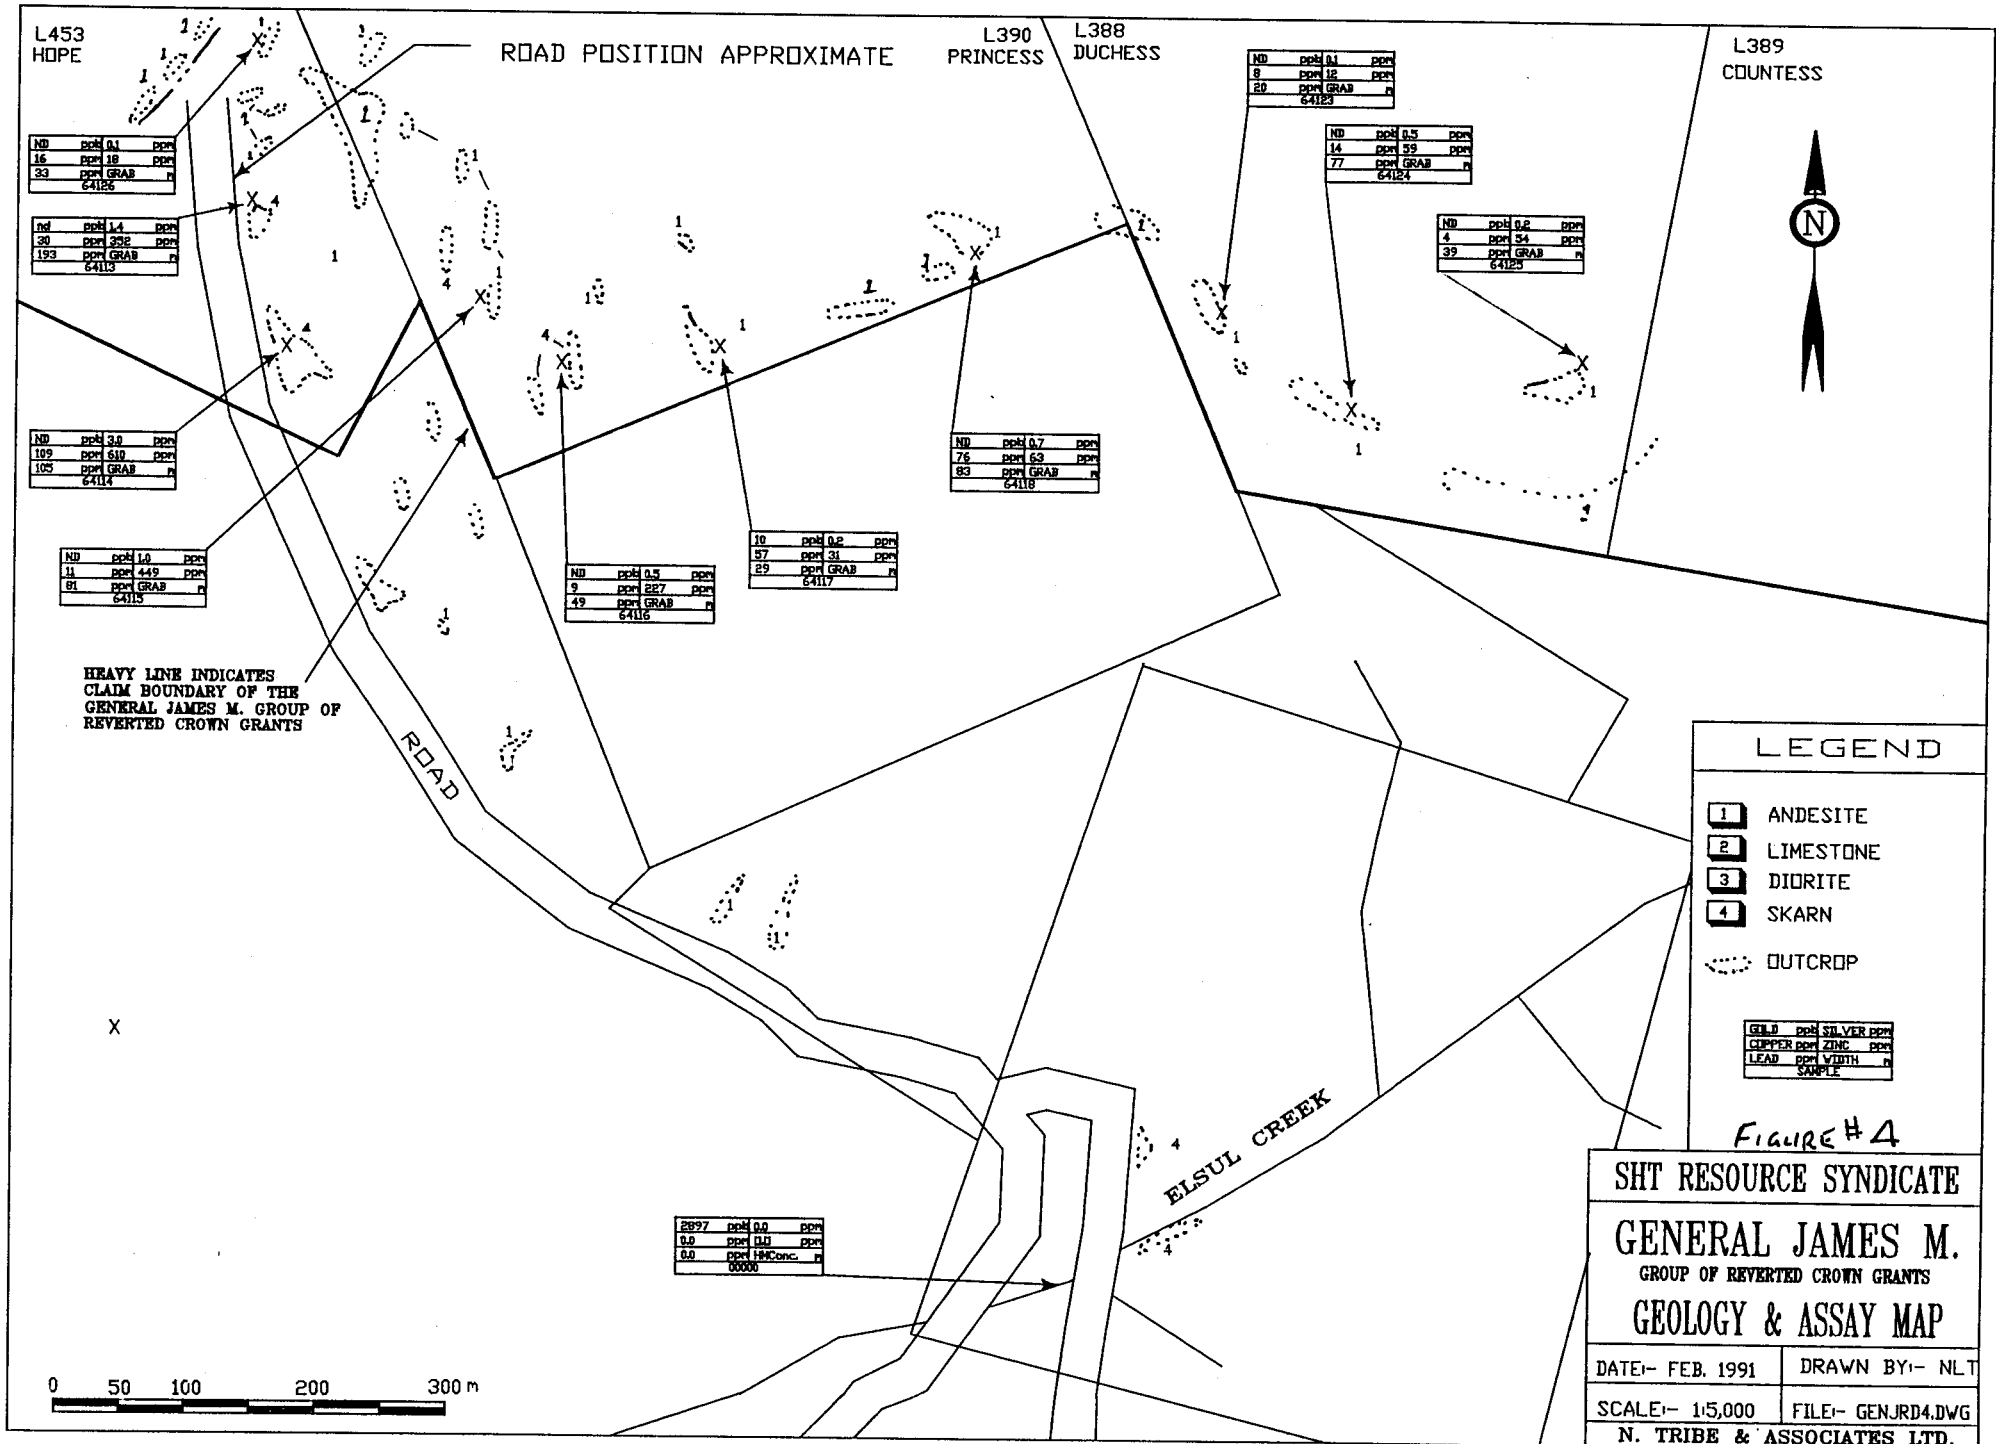 L453
HOPE
ROAD POSITION APPROXIMATE
L390
PRINCESS
L388
DUCHESS
L389
COUNTESS
N
ND ppb 0.1 ppm
8 ppm 12 ppm
20 ppm GRAB m
64123
ND ppb 0.5 ppm
14 ppm 59 ppm
77 ppm GRAB m
64124
ND ppb 0.2 ppm
4 ppm 54 ppm
39 ppm GRAB m
64125
ND ppb 0.1 ppm
16 ppm 18 ppm
33 ppm GRAB m
64126
nd ppb 1.4 ppm
30 ppm 352 ppm
193 ppm GRAB m
64113
ND ppb 3.0 ppm
109 ppm 610 ppm
105 ppm GRAB m
64114
ND ppb 1.0 ppm
11 ppm 449 ppm
81 ppm GRAB m
64115
ND ppb 0.5 ppm
9 ppm 227 ppm
49 ppm GRAB m
64116
10 ppb 0.2 ppm
57 ppm 31 ppm
29 ppm GRAB m
64117
ND ppb 0.7 ppm
76 ppm 63 ppm
83 ppm GRAB m
64118
HEAVY LINE INDICATES
CLAIM BOUNDARY OF THE
GENERAL JAMES M. GROUP OF
REVERTED CROWN GRANTS
ROAD
ELSUL CREEK
2897 ppb 0.0 ppm
0.0 ppm 0.0 ppm
0.0 ppm HMConc. m
00000
0 50 100 200 300 m
LEGEND
1 ANDESITE
2 LIMESTONE
3 DIORITE
4 SKARN
OUTCROP
GOLD ppb SILVER ppm
COPPER ppm ZINC ppm
LEAD ppm WIDTH m
SAMPLE
FIGURE #4
SHT RESOURCE SYNDICATE
GENERAL JAMES M.
GROUP OF REVERTED CROWN GRANTS
GEOLOGY & ASSAY MAP
DATE:- FEB. 1991
DRAWN BY:- NLT
SCALE:- 1:5,000
FILE:- GENJRD4.DWG
N. TRIBE & ASSOCIATES LTD.